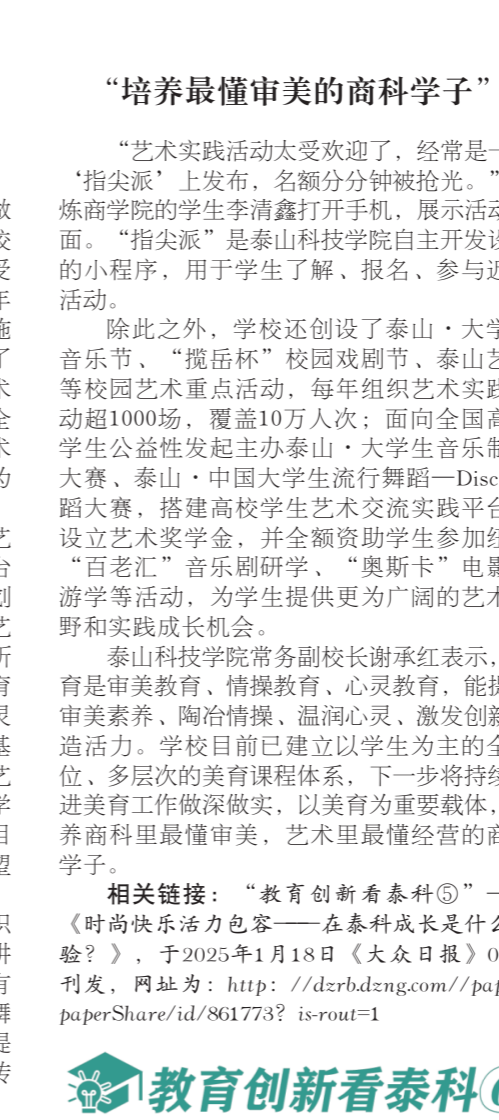 “培养最懂审美的商科学子”
“艺术实践活动太受欢迎了，经常是一
‘指尖派’上发布，名额分分钟被抢光。”
炼商学院的学生李清鑫打开手机，展示活动
面。“指尖派”是泰山科技学院自主开发设
的小程序，用于学生了解、报名、参与近
活动。
除此之外，学校还创设了泰山·大学
音乐节、“揽岳杯”校园戏剧节、泰山艺
等校园艺术重点活动，每年组织艺术实践
动超1000场，覆盖10万人次；面向全国高
学生公益性发起主办泰山·大学生音乐制
大赛、泰山·中国大学生流行舞蹈—Disc
蹈大赛，搭建高校学生艺术交流实践平台
设立艺术奖学金，并全额资助学生参加纽
“百老汇”音乐剧研学、“奥斯卡”电影
游学等活动，为学生提供更为广阔的艺术
野和实践成长机会。
泰山科技学院常务副校长谢承红表示，
育是审美教育、情操教育、心灵教育，能提
审美素养、陶冶情操、温润心灵、激发创新
造活力。学校目前已建立以学生为主的全
位、多层次的美育课程体系，下一步将持续
进美育工作做深做实，以美育为重要载体，
养商科里最懂审美，艺术里最懂经营的商
学子。
相关链接：“教育创新看泰科⑤”—
《时尚快乐活力包容——在泰科成长是什么
验？》，于2025年1月18日《大众日报》0
刊发，网址为：http：//dzrb.dzng.com//pap
paperShare/id/861773？is-rout=1
教育创新看泰科